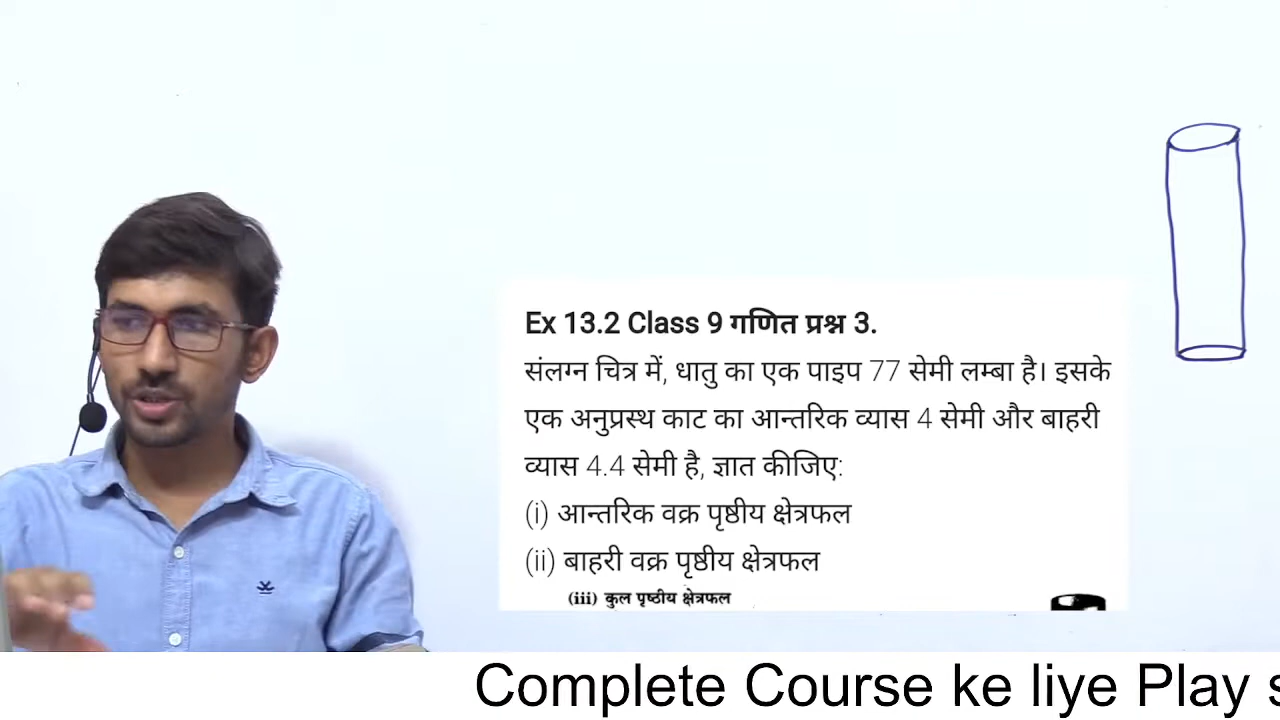 Ex 13.2 Class 9 गणित प्रश्न 3.
संलग्न चित्र में, धातु का एक पाइप 77 सेमी लम्बा है। इसके
एक अनुप्रस्थ काट का आन्तरिक व्यास 4 सेमी और बाहरी
व्यास 4.4 सेमी है, ज्ञात कीजिए:
(i) आन्तरिक वक्र पृष्ठीय क्षेत्रफल
(ii) बाहरी वक्र पृष्ठीय क्षेत्रफल
(iii) कुल पृष्ठीय क्षेत्रफल
Complete Course ke liye Play s